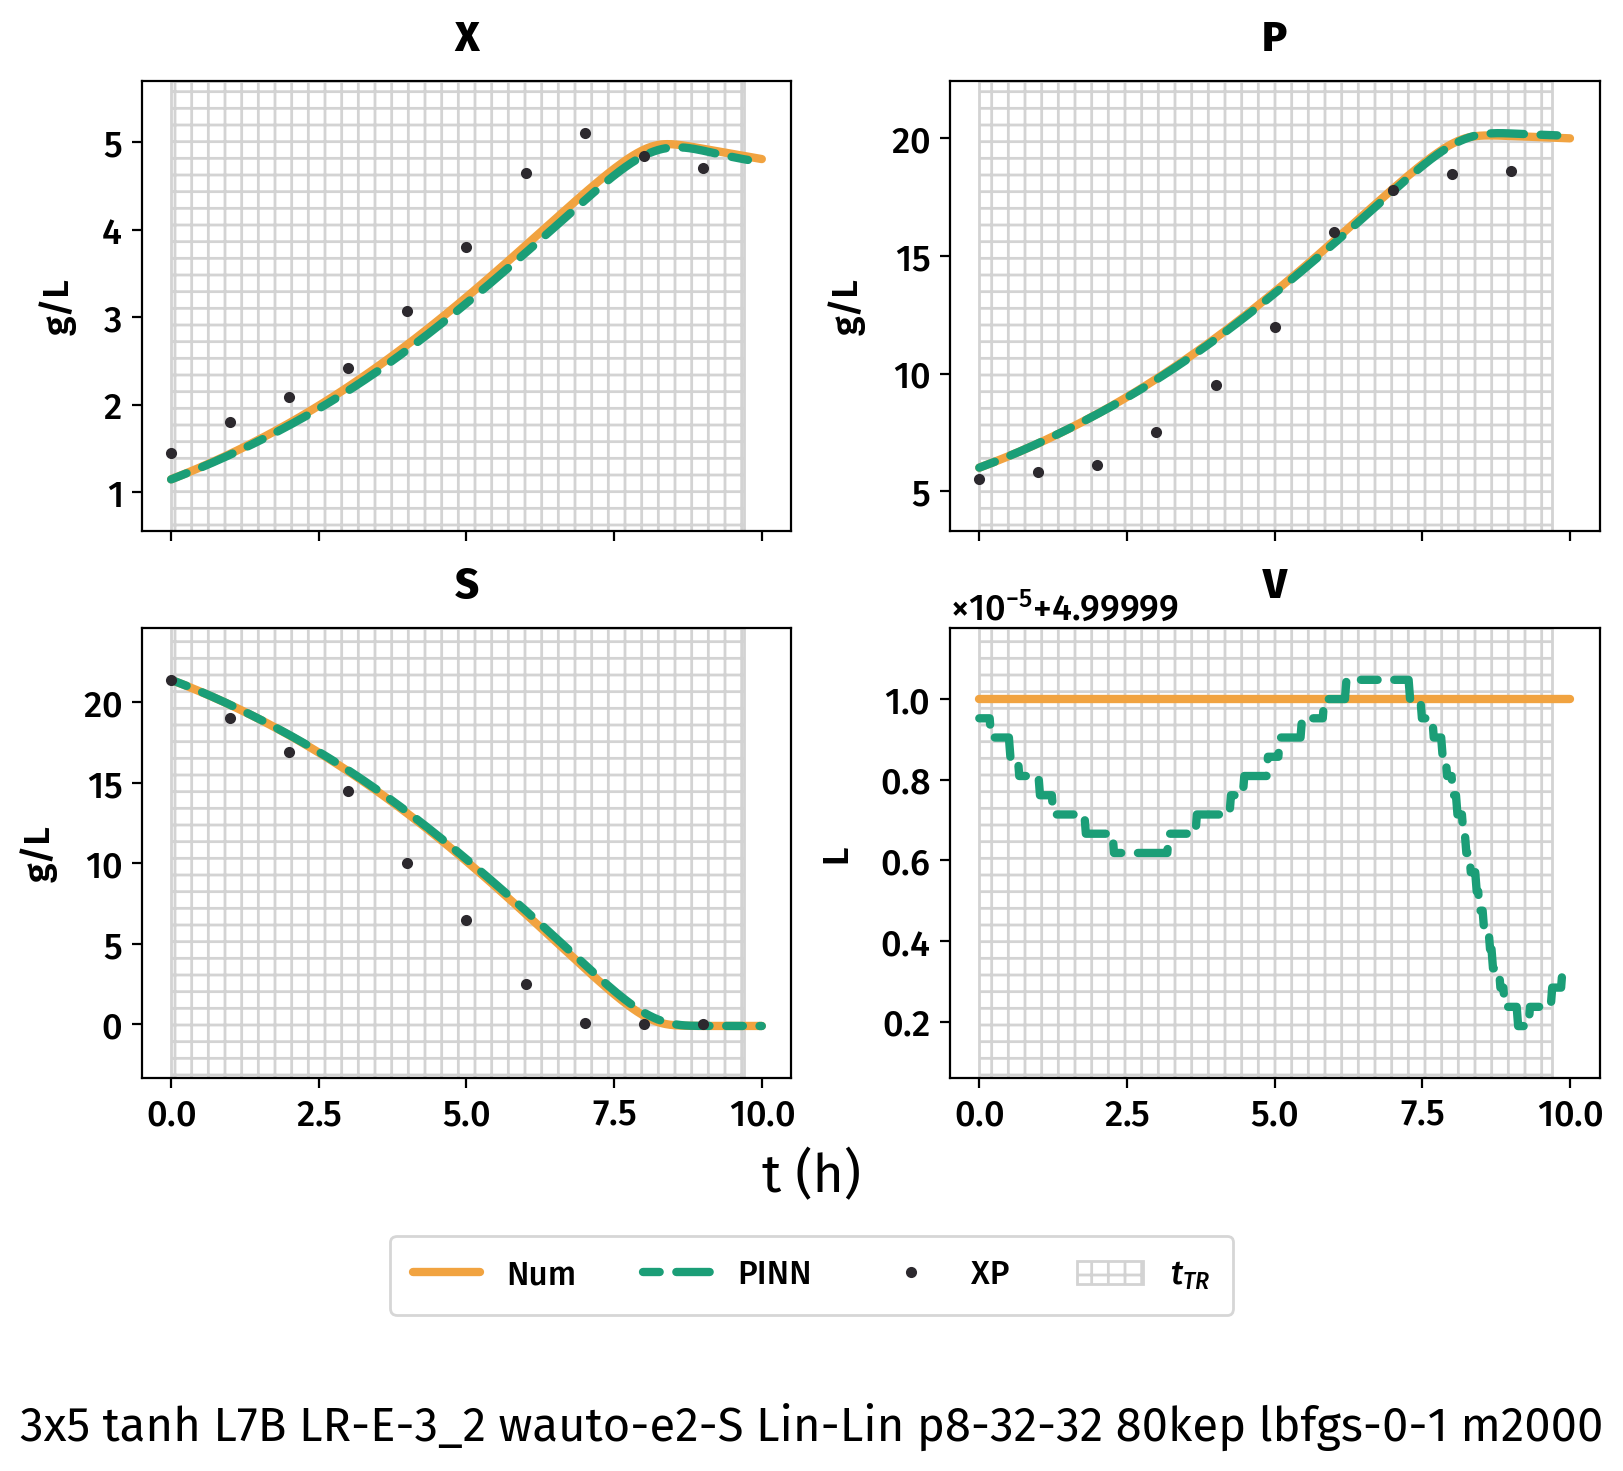 X
P
5
4
3
2
1
g/L
20
15
10
5
g/L
S
V
×10⁻⁵+4.99999
20
15
10
5
0
g/L
1.0
0.8
0.6
0.4
0.2
L
0.0 2.5 5.0 7.5 10.0
0.0 2.5 5.0 7.5 10.0
t (h)
Num PINN XP t_TR
3x5 tanh L7B LR-E-3_2 wauto-e2-S Lin-Lin p8-32-32 80kep lbfgs-0-1 m2000